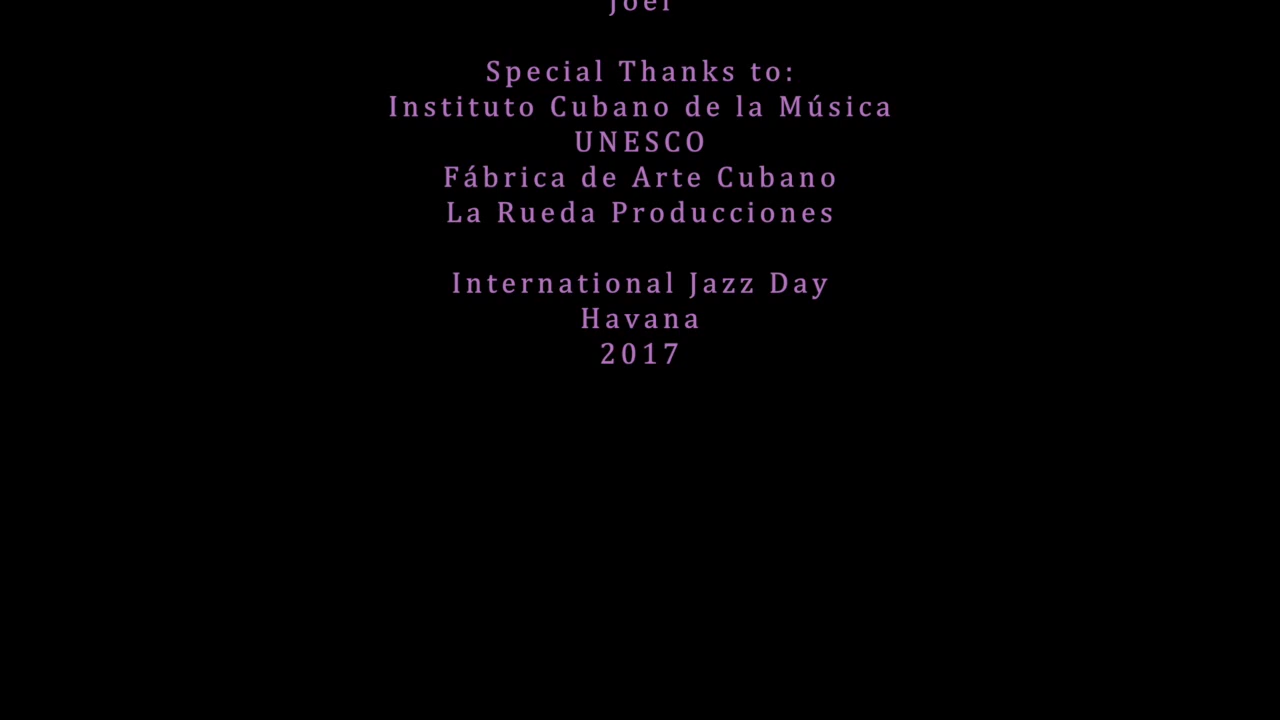 Joel
Special Thanks to:
Instituto Cubano de la Música
UNESCO
Fábrica de Arte Cubano
La Rueda Producciones
International Jazz Day
Havana
2017